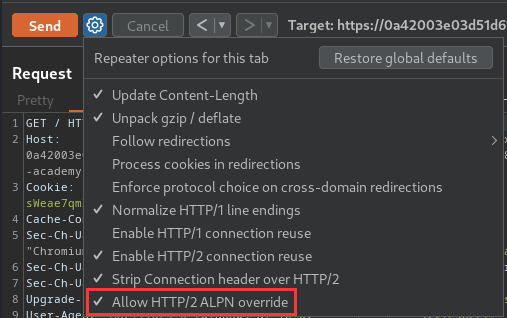 Send
Cancel
< >
Target: https://0a42003e03d51d6
Repeater options for this tab
Restore global defaults
Request
Pretty
Update Content-Length
Unpack gzip / deflate
Follow redirections
Process cookies in redirections
Enforce protocol choice on cross-domain redirections
Normalize HTTP/1 line endings
Enable HTTP/1 connection reuse
Enable HTTP/2 connection reuse
Strip Connection header over HTTP/2
Allow HTTP/2 ALPN override
1 GET / HT
2 Host:
0a42003e0
-academy
3 Cookie:
sWeae7qm
4 Cache-Co
5 Sec-Ch-U
"Chromiu
6 Sec-Ch-U
7 Sec-Ch-U
8 Upgrade-
9 User-Agen